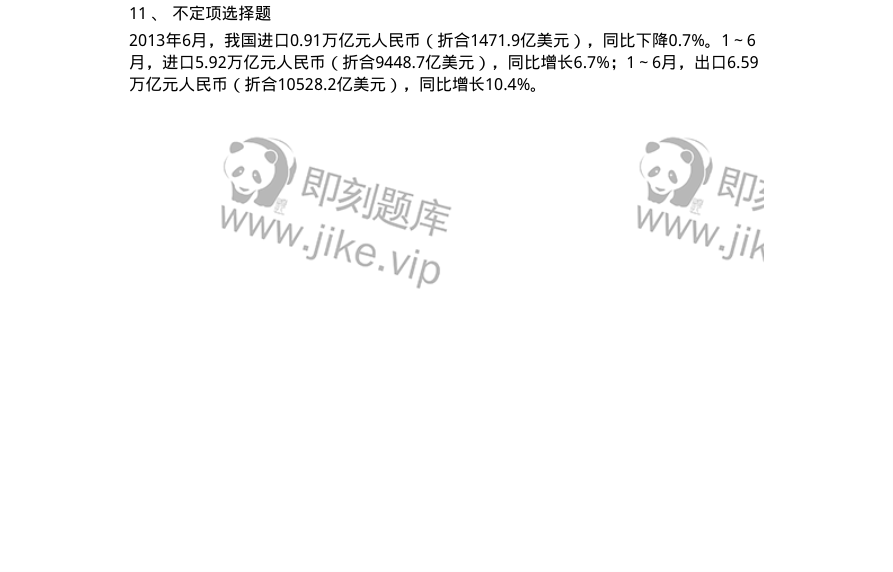 11 、 不定项选择题
2013年6月，我国进口0.91万亿元人民币（折合1471.9亿美元），同比下降0.7%。1～6
月，进口5.92万亿元人民币（折合9448.7亿美元），同比增长6.7%；1～6月，出口6.59
万亿元人民币（折合10528.2亿美元），同比增长10.4%。
即刻题库
www.jike.vip
即刻
www.jik